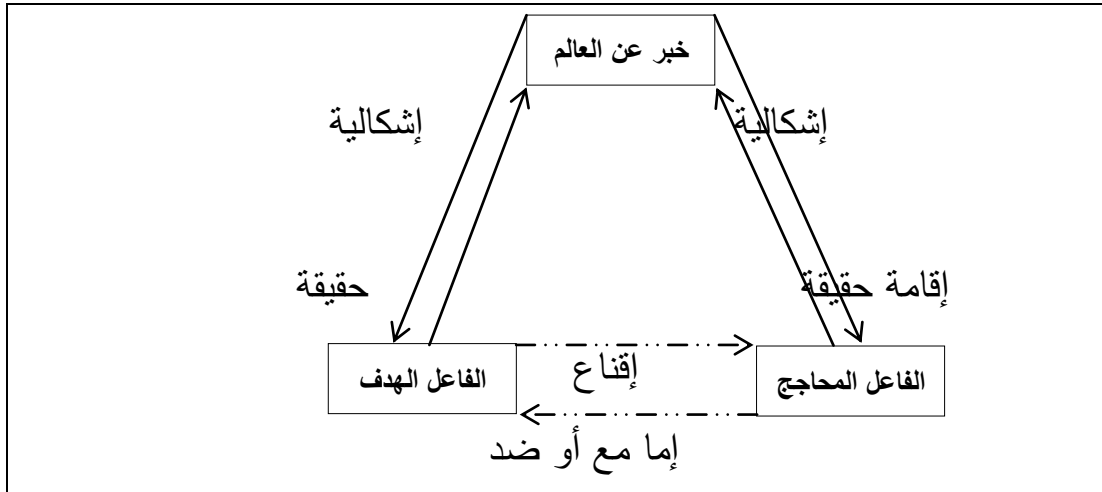 خبر عن العالم
إشكالية
إشكالية
إقامة حقيقة
حقيقة
الفاعل المحاجج
إقناع
الفاعل الهدف
إما مع أو ضد